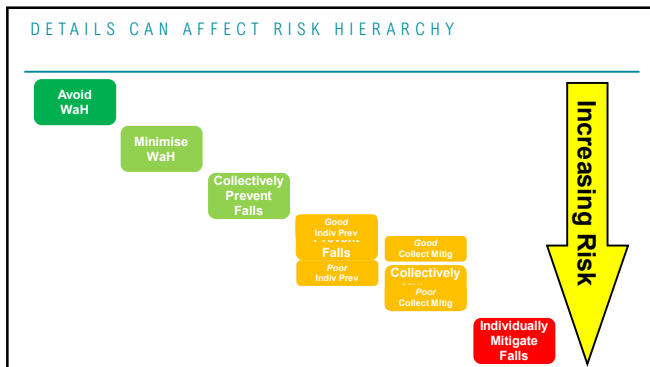 DETAILS CAN AFFECT RISK HIERARCHY
Avoid
WaH
Minimise
WaH
Collectively
Prevent
Falls
Good
Indiv Prev
Falls
Poor
Indiv Prev
Good
Collect Mitig
Collectively
Poor
Collect Mitig
Individually
Mitigate
Falls
Increasing Risk